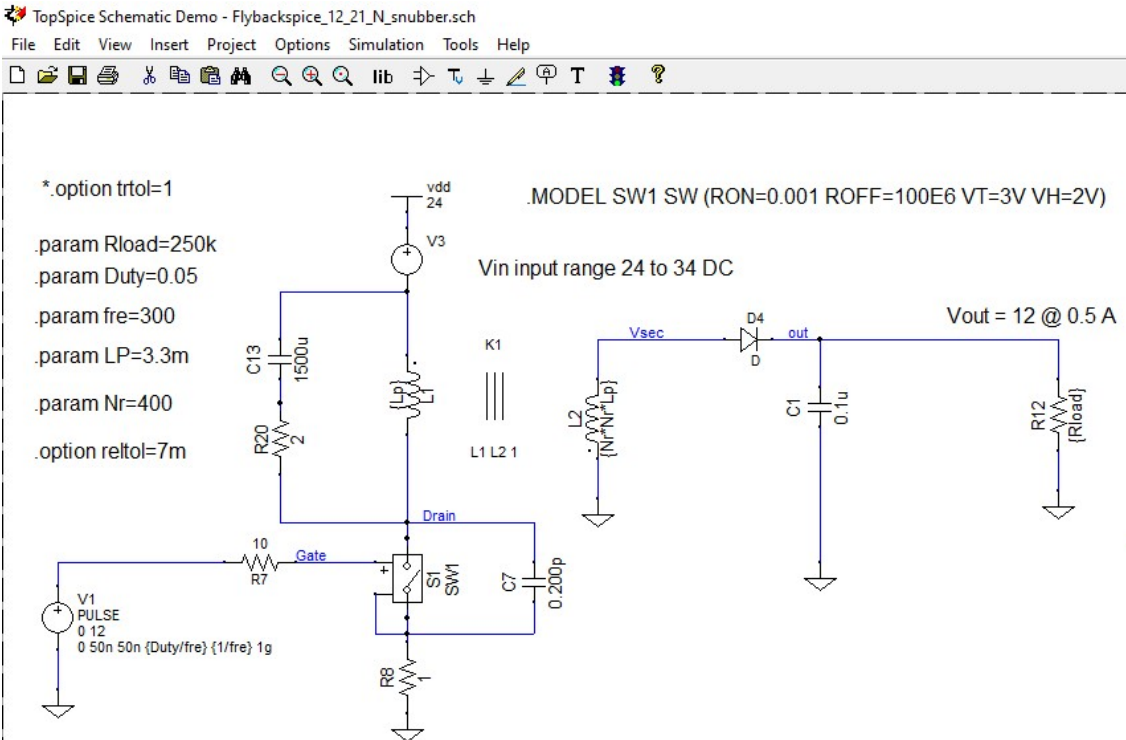 TopSpice Schematic Demo - Flybackspice_12_21_N_snubber.sch
File Edit View Insert Project Options Simulation Tools Help
lib T ?
*.option trtol=1
vdd
24
.MODEL SW1 SW (RON=0.001 ROFF=100E6 VT=3V VH=2V)
.param Rload=250k
V3
.param Duty=0.05
Vin input range 24 to 34 DC
.param fre=300
D4
Vout = 12 @ 0.5 A
Vsec
out
K1
D
.param LP=3.3m
C13
1500u
{Lp}
L1
L2
{Nr*Nr*Lp}
C1
0.1u
R12
{Rload}
.param Nr=400
R20
2
.option reltol=7m
L1 L2 1
Drain
10
Gate
R7
S1
SW1
C7
0.200p
V1
PULSE
0 12
0 50n 50n {Duty/fre} {1/fre} 1g
R8
1